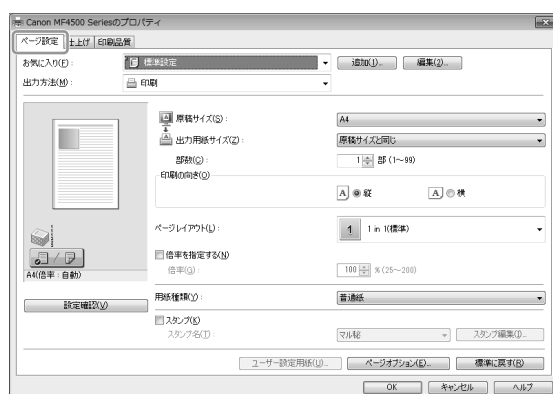 Canon MF4500 Seriesのプロパティ
ページ設定 仕上げ 印刷品質
お気に入り(F): 標準設定 追加(1)... 編集(2)...
出力方法(M): 印刷
原稿サイズ(S): A4
出力用紙サイズ(Z): 原稿サイズと同じ
部数(C): 1 部 (1～99)
印刷の向き(O)
A 縦 A 横
ページレイアウト(L): 1 1 in 1(標準)
倍率を指定する(N)
倍率(G): 100 % (25～200)
A4(倍率:自動)
設定確認(V)
用紙種類(Y): 普通紙
スタンプ(K)
スタンプ名(T): マル秘 スタンプ編集(J)...
ユーザー設定用紙(U)... ページオプション(E)... 標準に戻す(R)
OK キャンセル ヘルプ